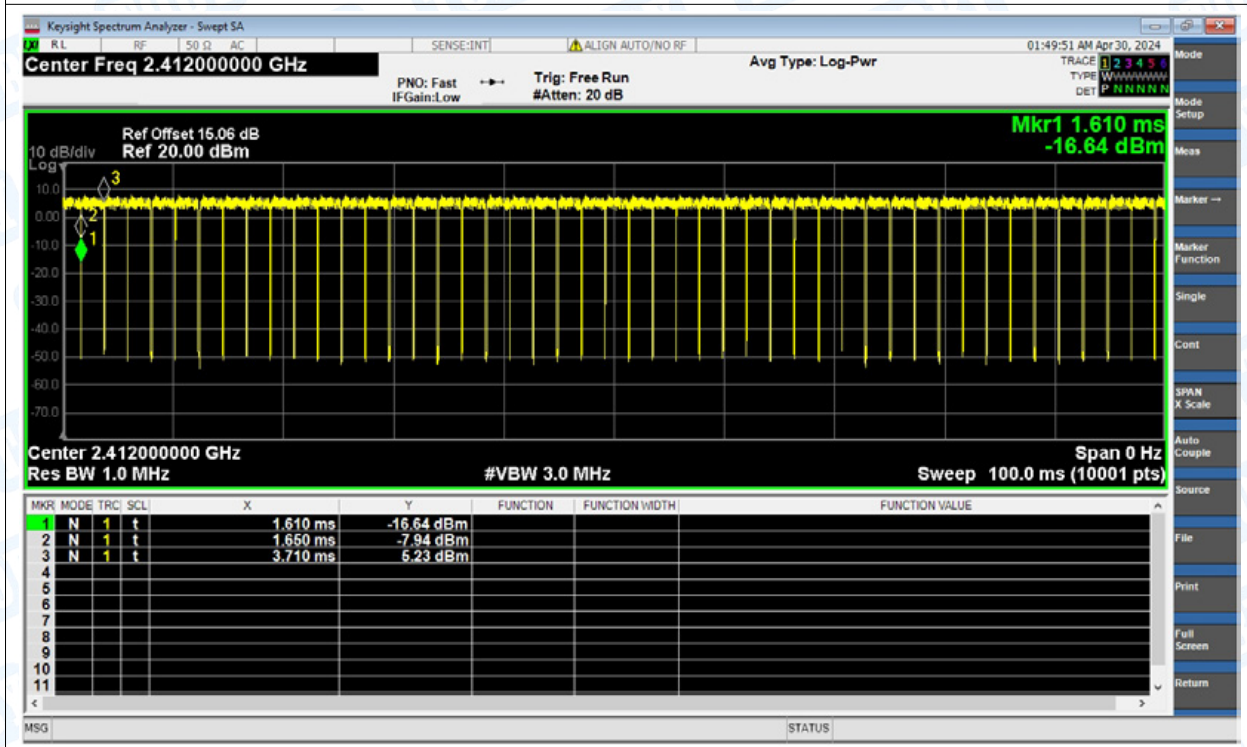 Keysight Spectrum Analyzer - Swept SA
RL RF 50 Ω AC SENSE:INT ALIGN AUTO/NO RF 01:49:51 AM Apr 30, 2024
Center Freq 2.412000000 GHz
PNO: Fast
IFGain:Low
Trig: Free Run
#Atten: 20 dB
Avg Type: Log-Pwr
TRACE 1 2 3 4 5 6
TYPE WWWWWW
DET P N N N N N
Mkr1 1.610 ms
-16.64 dBm
Ref Offset 15.06 dB
10 dB/div Ref 20.00 dBm
Log
10.0
0.00
-10.0
-20.0
-30.0
-40.0
-50.0
-60.0
-70.0
3
2
1
Center 2.412000000 GHz Span 0 Hz
Res BW 1.0 MHz #VBW 3.0 MHz Sweep 100.0 ms (10001 pts)
MKR MODE TRC SCL X Y FUNCTION FUNCTION WIDTH FUNCTION VALUE
1 N 1 t 1.610 ms -16.64 dBm
2 N 1 t 1.650 ms -7.94 dBm
3 N 1 t 3.710 ms 5.23 dBm
4
5
6
7
8
9
10
11
MSG STATUS
Mode
Mode Setup
Meas
Marker →
Marker Function
Single
Cont
SPAN X Scale
Auto Couple
Source
File
Print
Full Screen
Return